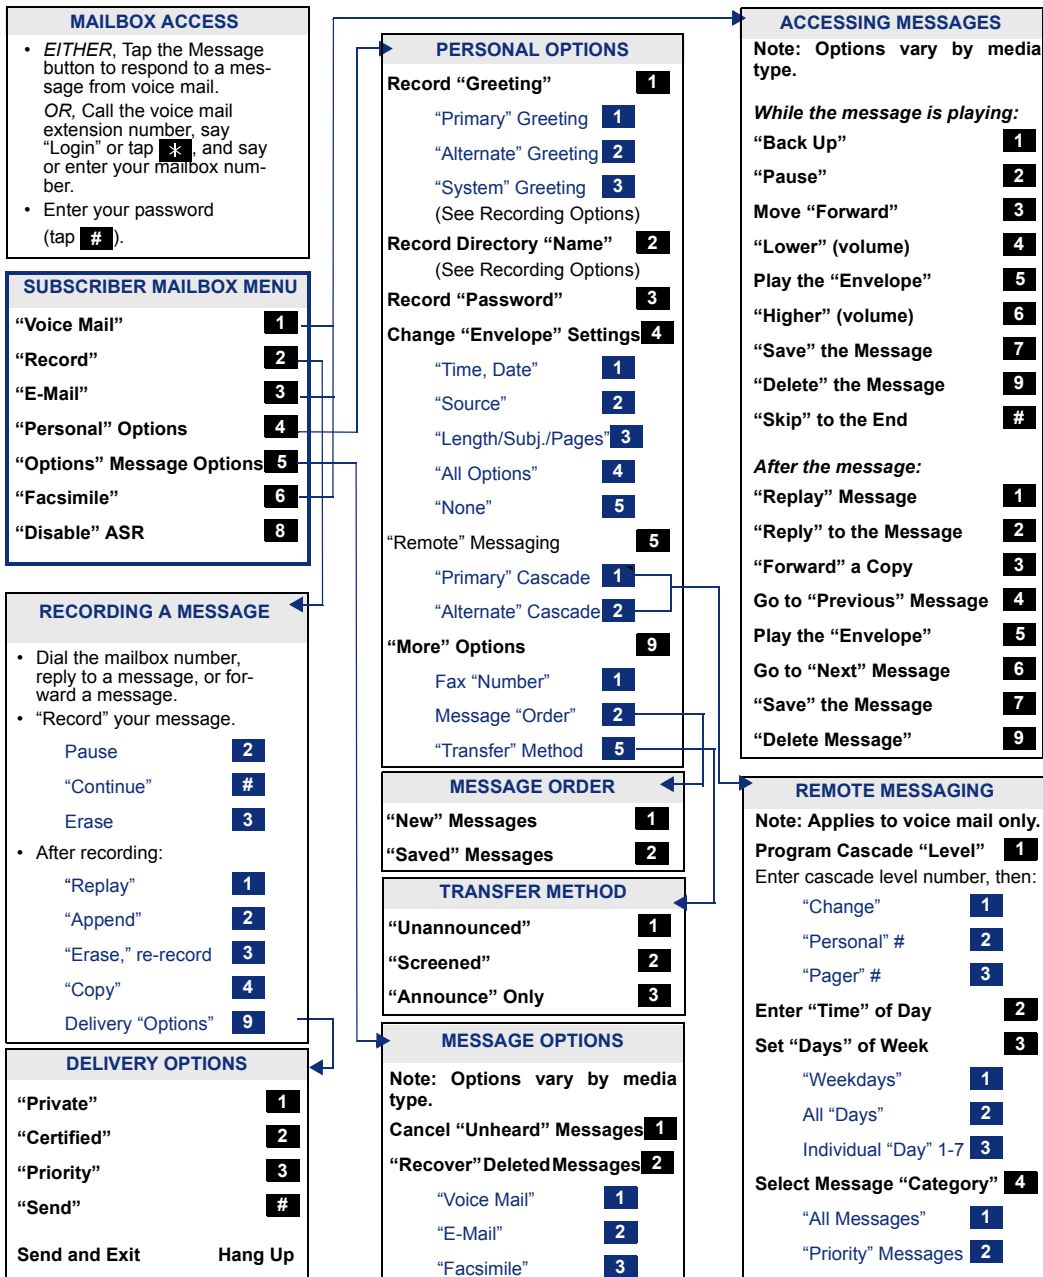 MAILBOX ACCESS
• EITHER, Tap the Message
button to respond to a mes-
sage from voice mail.
OR, Call the voice mail
extension number, say
“Login” or tap * , and say
or enter your mailbox num-
ber.
• Enter your password
(tap # ).
SUBSCRIBER MAILBOX MENU
“Voice Mail” 1
“Record” 2
“E-Mail” 3
“Personal” Options 4
“Options” Message Options 5
“Facsimile” 6
“Disable” ASR 8
RECORDING A MESSAGE
• Dial the mailbox number,
reply to a message, or for-
ward a message.
• “Record” your message.
Pause 2
“Continue” #
Erase 3
• After recording:
“Replay” 1
“Append” 2
“Erase,” re-record 3
“Copy” 4
Delivery “Options” 9
DELIVERY OPTIONS
“Private” 1
“Certified” 2
“Priority” 3
“Send” #
Send and Exit Hang Up
PERSONAL OPTIONS
Record “Greeting” 1
“Primary” Greeting 1
“Alternate” Greeting 2
“System” Greeting 3
(See Recording Options)
Record Directory “Name” 2
(See Recording Options)
Record “Password” 3
Change “Envelope” Settings 4
“Time, Date” 1
“Source” 2
“Length/Subj./Pages” 3
“All Options” 4
“None” 5
“Remote” Messaging 5
“Primary” Cascade 1
“Alternate” Cascade 2
“More” Options 9
Fax “Number” 1
Message “Order” 2
“Transfer” Method 5
MESSAGE ORDER
“New” Messages 1
“Saved” Messages 2
TRANSFER METHOD
“Unannounced” 1
“Screened” 2
“Announce” Only 3
MESSAGE OPTIONS
Note: Options vary by media
type.
Cancel “Unheard” Messages 1
“Recover” Deleted Messages 2
“Voice Mail” 1
“E-Mail” 2
“Facsimile” 3
ACCESSING MESSAGES
Note: Options vary by media
type.
While the message is playing:
“Back Up” 1
“Pause” 2
Move “Forward” 3
“Lower” (volume) 4
Play the “Envelope” 5
“Higher” (volume) 6
“Save” the Message 7
“Delete” the Message 9
“Skip” to the End #
After the message:
“Replay” Message 1
“Reply” to the Message 2
“Forward” a Copy 3
Go to “Previous” Message 4
Play the “Envelope” 5
Go to “Next” Message 6
“Save” the Message 7
“Delete Message” 9
REMOTE MESSAGING
Note: Applies to voice mail only.
Program Cascade “Level” 1
Enter cascade level number, then:
“Change” 1
“Personal” # 2
“Pager” # 3
Enter “Time” of Day 2
Set “Days” of Week 3
“Weekdays” 1
All “Days” 2
Individual “Day” 1-7 3
Select Message “Category” 4
“All Messages” 1
“Priority” Messages 2